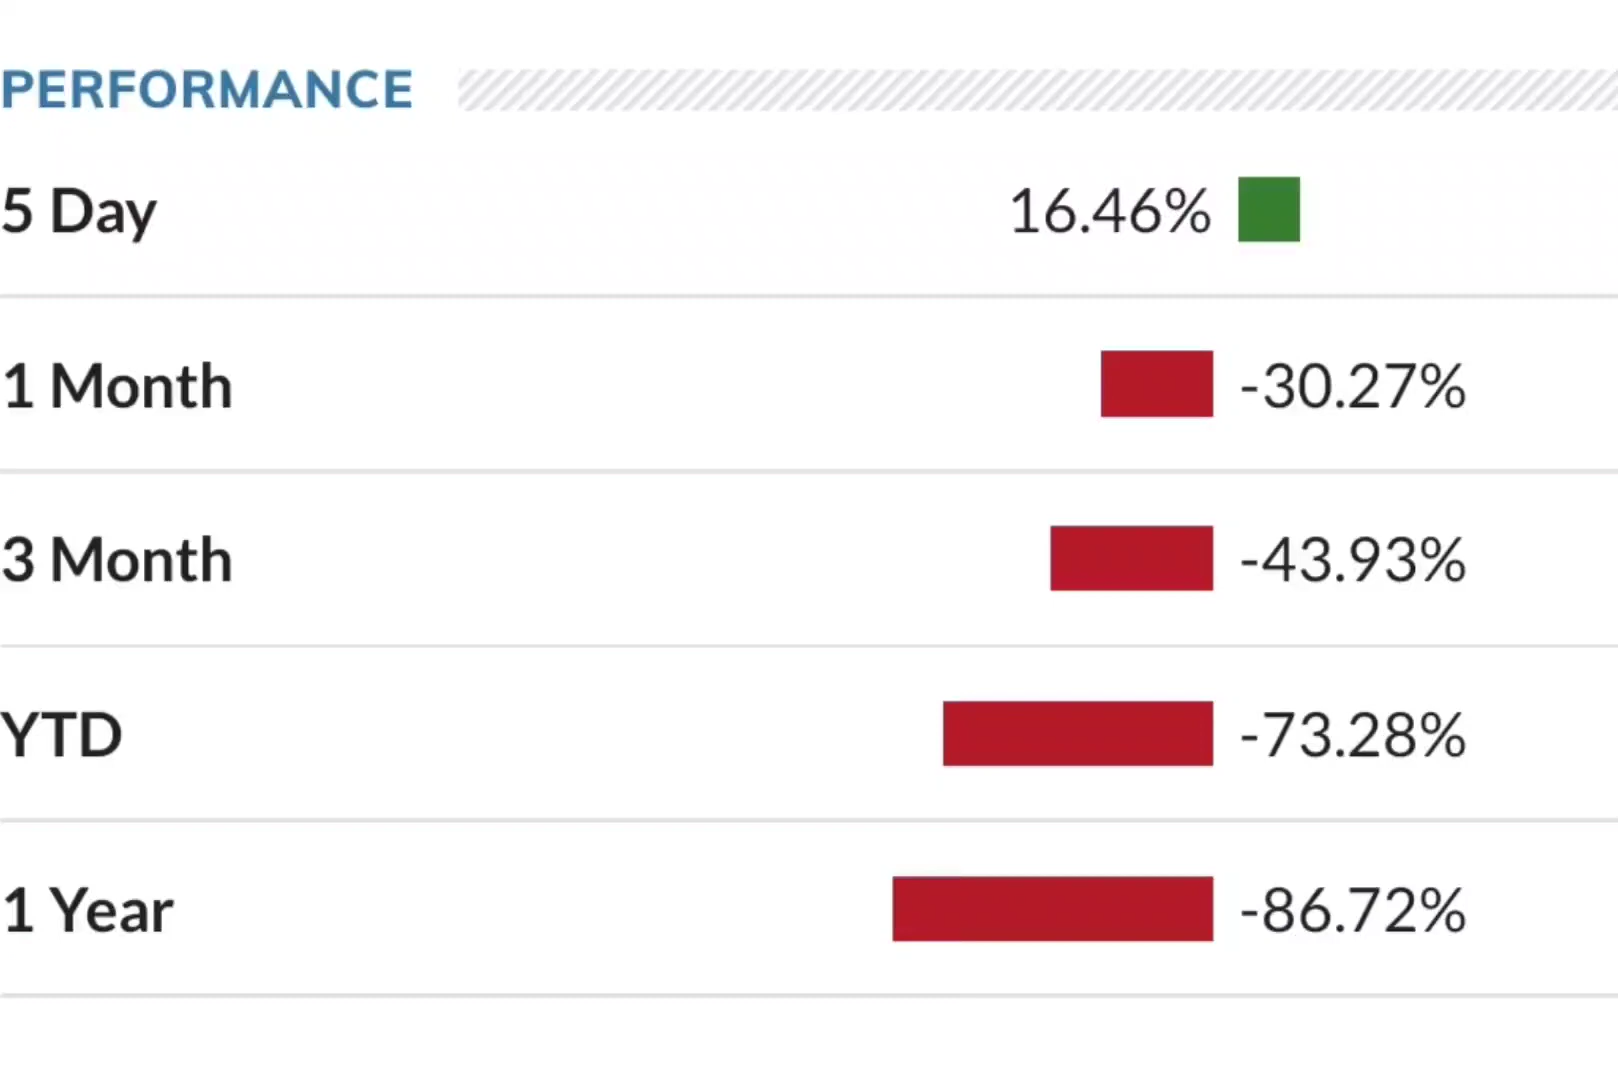 PERFORMANCE
5 Day 16.46%
1 Month -30.27%
3 Month -43.93%
YTD -73.28%
1 Year -86.72%